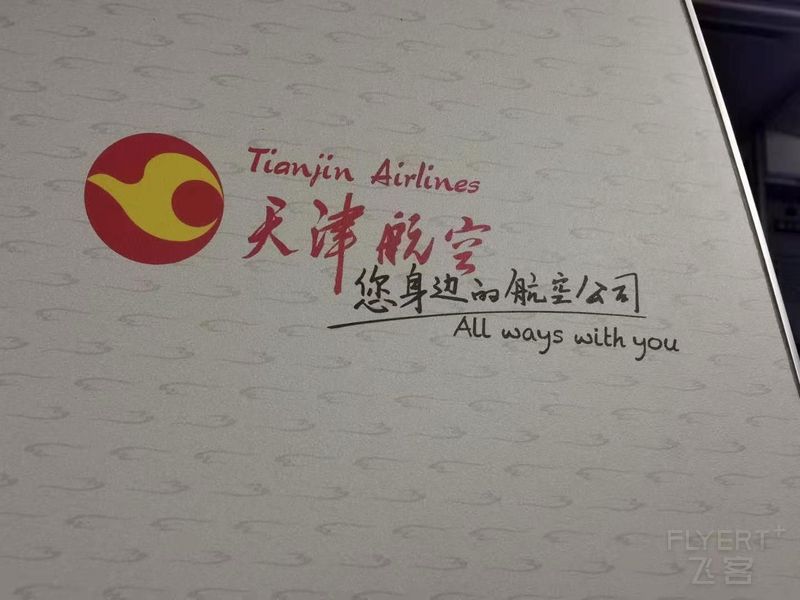 Tianjin Airlines
天津航空
您身边的航空公司
All ways with you
FLYERT+
飞客